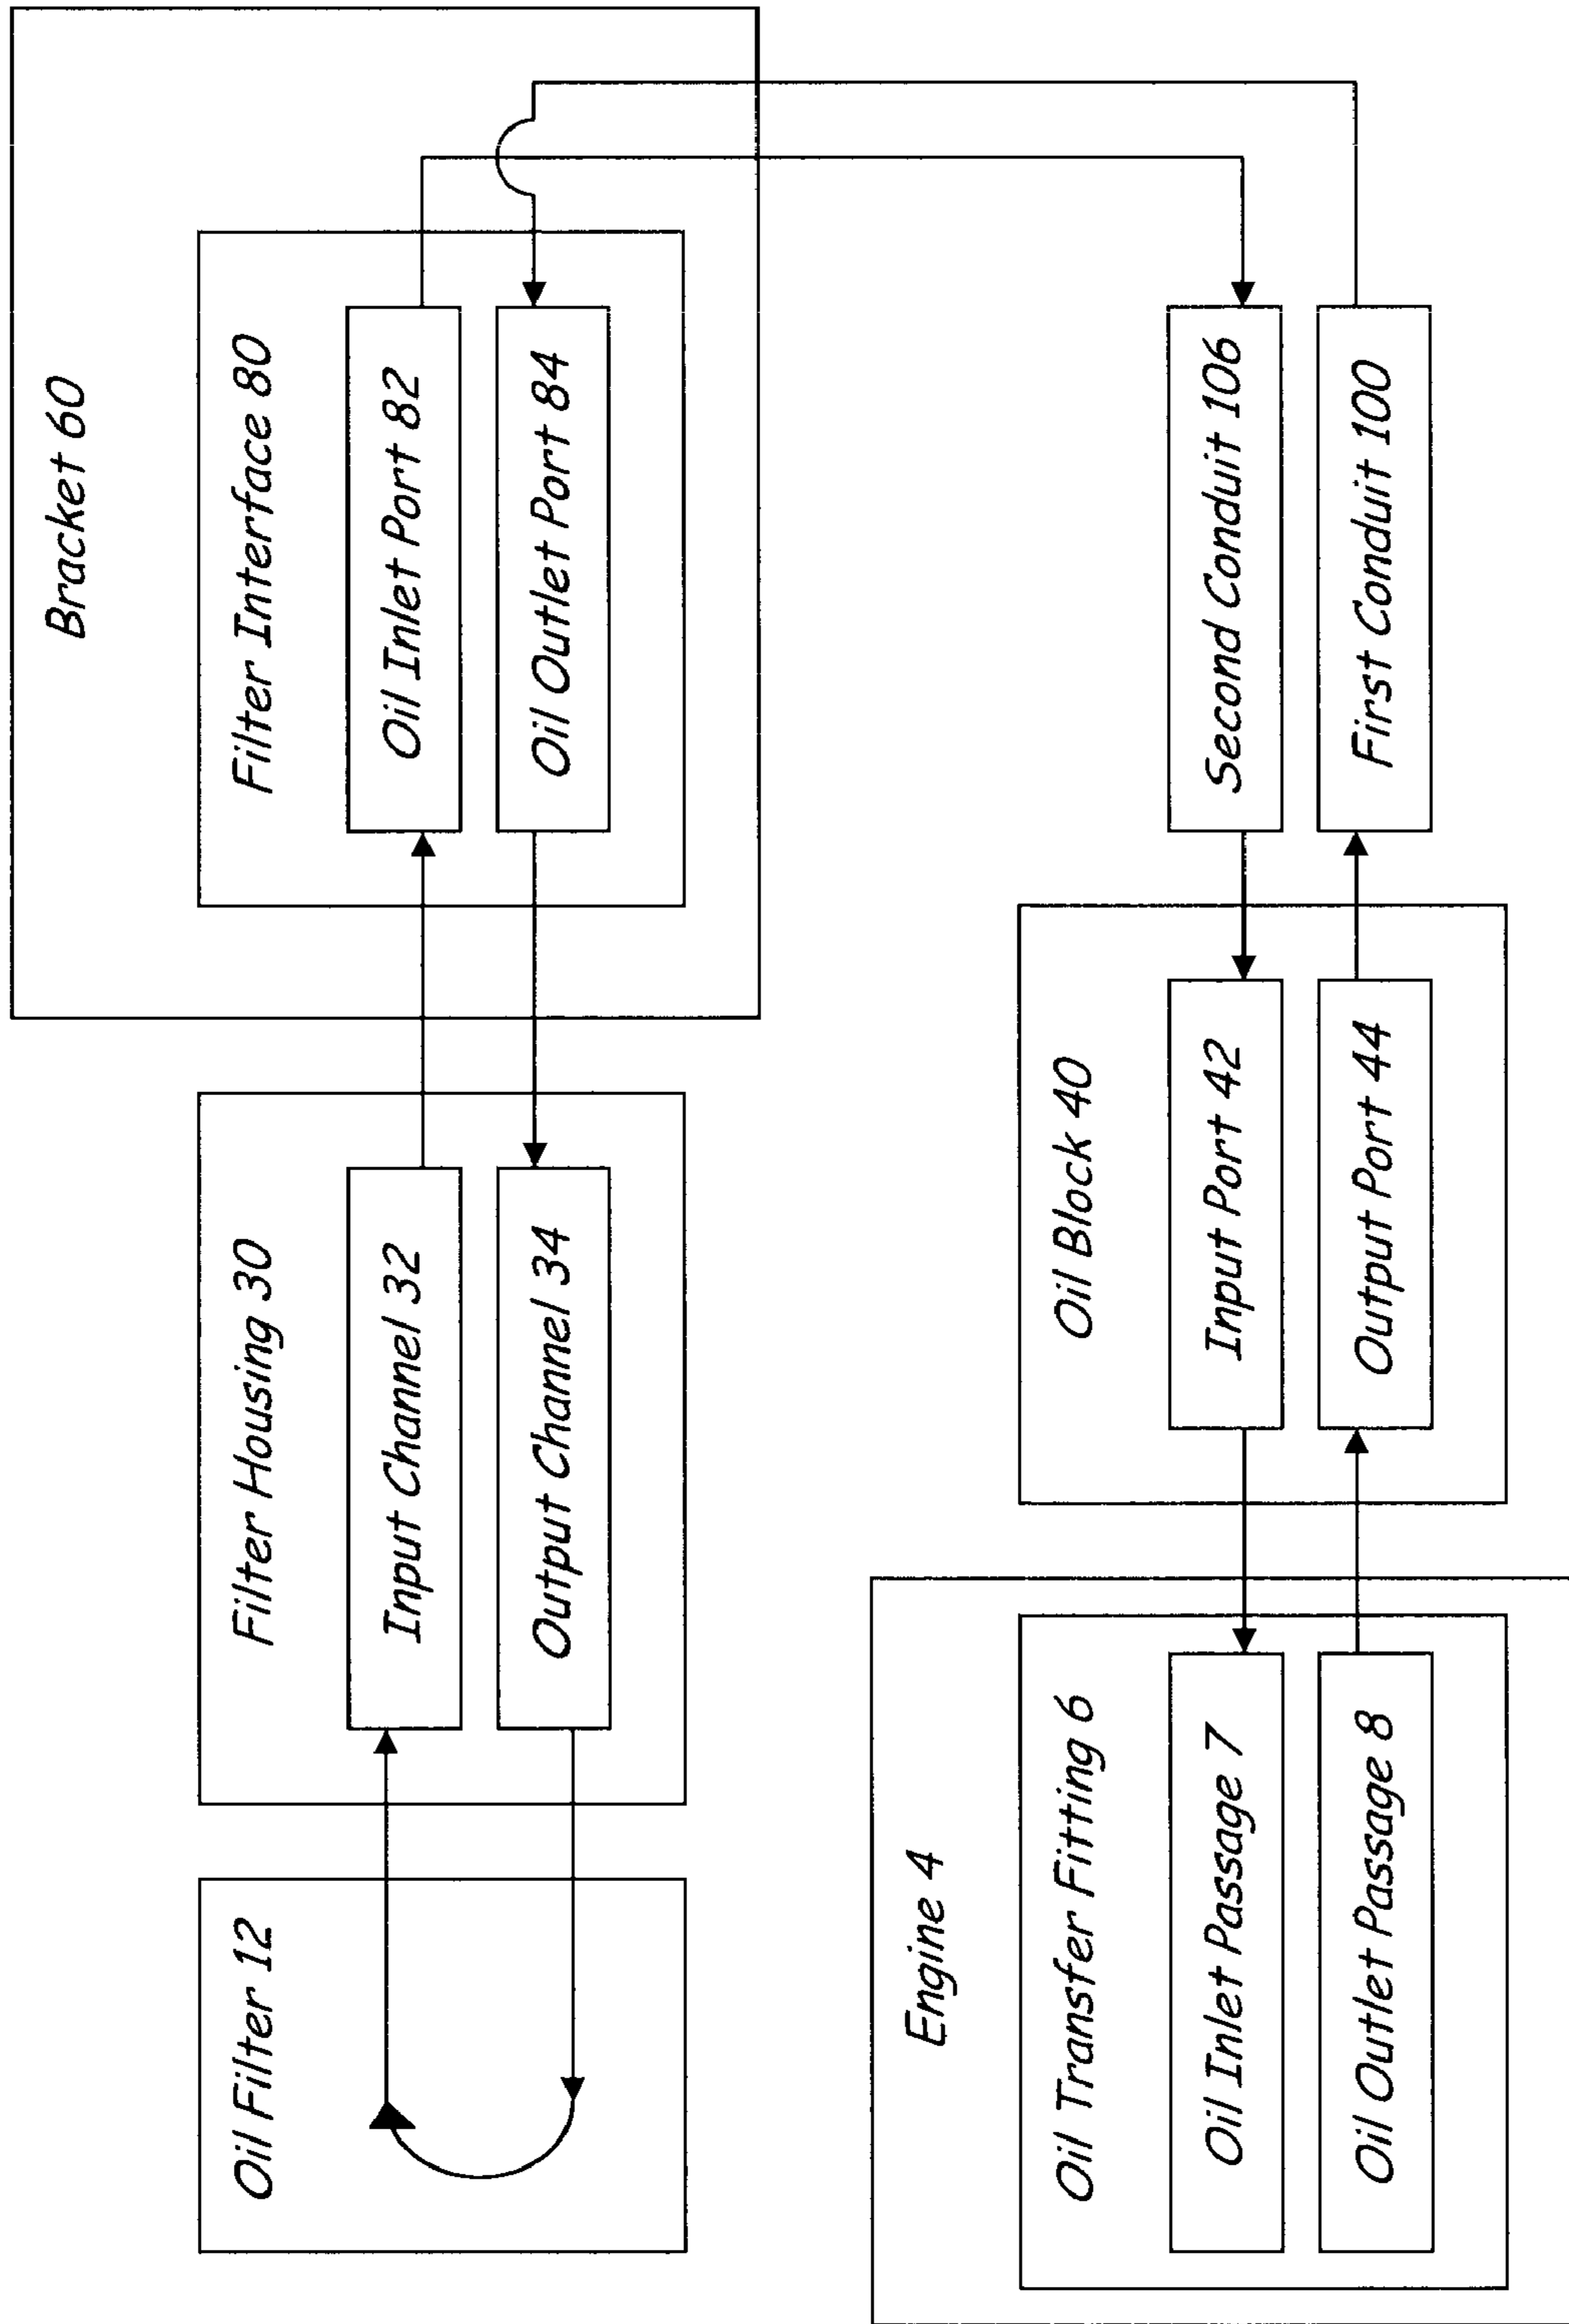 Bracket 60
Filter Interface 80
Oil Inlet Port 82
Oil Outlet Port 84
Filter Housing 30
Input Channel 32
Output Channel 34
Oil Filter 12
Second Conduit 106
First Conduit 100
Oil Block 40
Input Port 42
Output Port 44
Engine 4
Oil Transfer Fitting 6
Oil Inlet Passage 7
Oil Outlet Passage 8